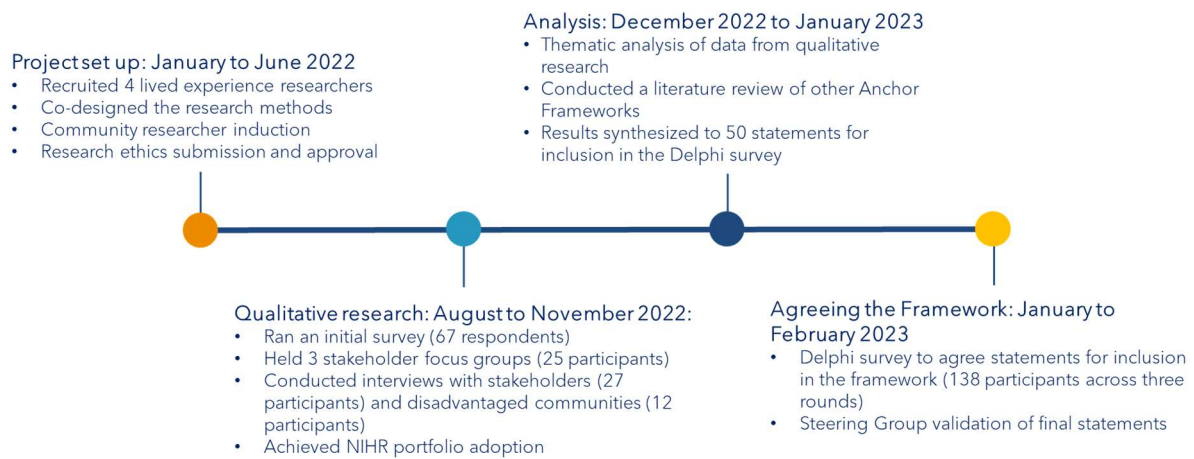 Project set up: January to June 2022
• Recruited 4 lived experience researchers
• Co-designed the research methods
• Community researcher induction
• Research ethics submission and approval
Qualitative research: August to November 2022:
• Ran an initial survey (67 respondents)
• Held 3 stakeholder focus groups (25 participants)
• Conducted interviews with stakeholders (27
participants) and disadvantaged communities (12
participants)
• Achieved NIHR portfolio adoption
Analysis: December 2022 to January 2023
• Thematic analysis of data from qualitative
research
• Conducted a literature review of other Anchor
Frameworks
• Results synthesized to 50 statements for
inclusion in the Delphi survey
Agreeing the Framework: January to
February 2023
• Delphi survey to agree statements for inclusion
in the framework (138 participants across three
rounds)
• Steering Group validation of final statements